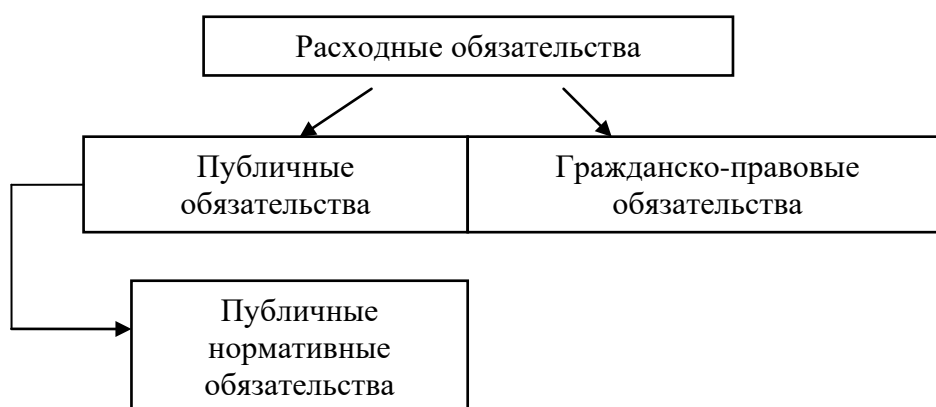 Расходные обязательства
Публичные
обязательства
Гражданско-правовые
обязательства
Публичные
нормативные
обязательства